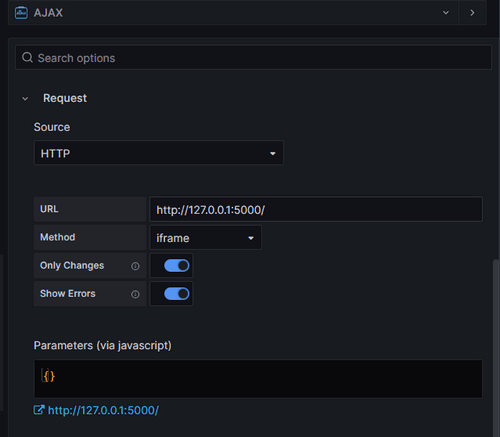 AJAX
Search options
Request
Source
HTTP
URL http://127.0.0.1:5000/
Method iframe
Only Changes
Show Errors
Parameters (via javascript)
{}
http://127.0.0.1:5000/